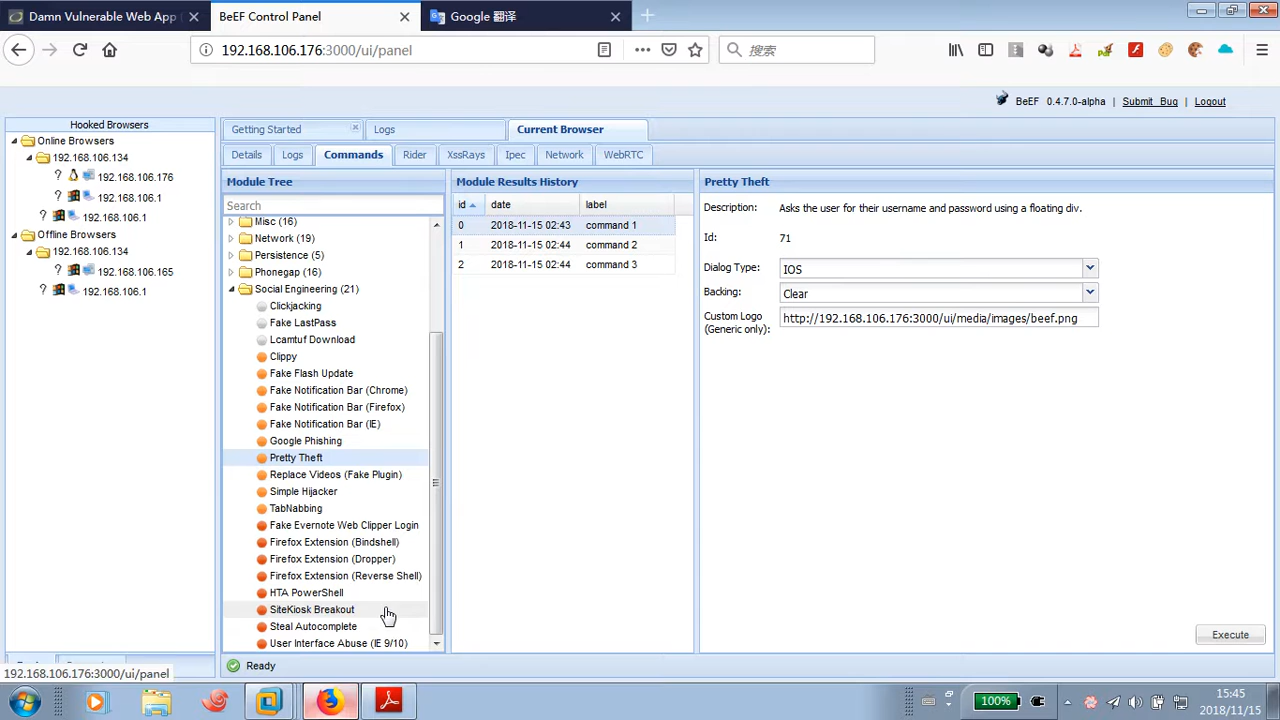 Damn Vulnerable Web App (
BeEF Control Panel
Google 翻译
192.168.106.176:3000/ui/panel
搜索
BeEF 0.4.7.0-alpha | Submit Bug | Logout
Hooked Browsers
Online Browsers
192.168.106.134
? 192.168.106.176
? 192.168.106.1
? 192.168.106.1
Offline Browsers
192.168.106.134
? 192.168.106.165
? 192.168.106.1
Getting Started
Logs
Current Browser
Details
Logs
Commands
Rider
XssRays
Ipec
Network
WebRTC
Module Tree
Search
Misc (16)
Network (19)
Persistence (5)
Phonegap (16)
Social Engineering (21)
Clickjacking
Fake LastPass
Lcamtuf Download
Clippy
Fake Flash Update
Fake Notification Bar (Chrome)
Fake Notification Bar (Firefox)
Fake Notification Bar (IE)
Google Phishing
Pretty Theft
Replace Videos (Fake Plugin)
Simple Hijacker
TabNabbing
Fake Evernote Web Clipper Login
Firefox Extension (Bindshell)
Firefox Extension (Dropper)
Firefox Extension (Reverse Shell)
HTA PowerShell
SiteKiosk Breakout
Steal Autocomplete
User Interface Abuse (IE 9/10)
Module Results History
id date label
0 2018-11-15 02:43 command 1
1 2018-11-15 02:44 command 2
2 2018-11-15 02:44 command 3
Pretty Theft
Description: Asks the user for their username and password using a floating div.
Id: 71
Dialog Type: IOS
Backing: Clear
Custom Logo
(Generic only): http://192.168.106.176:3000/ui/media/images/beef.png
Execute
Ready
192.168.106.176:3000/ui/panel
100%
15:45
2018/11/15